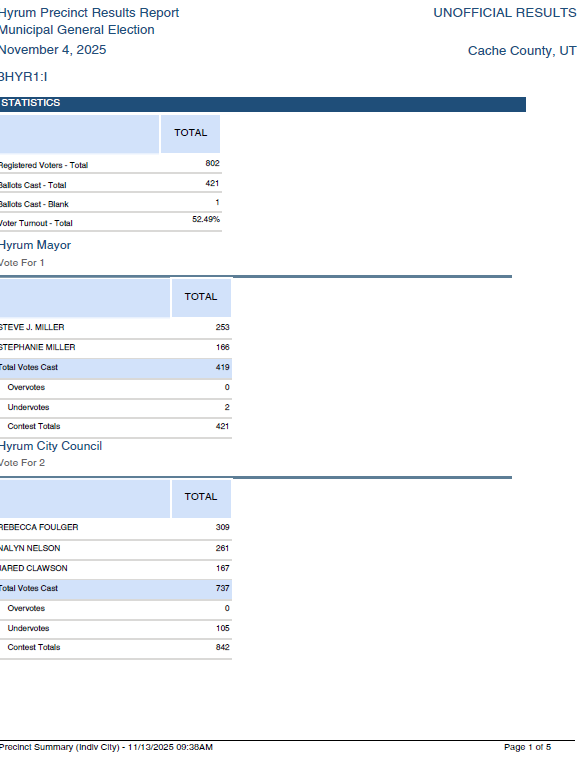 Hyrum Precinct Results Report UNOFFICIAL RESULTS
Municipal General Election
November 4, 2025 Cache County, UT
3HYR1:I
STATISTICS
TOTAL
Registered Voters - Total 802
Ballots Cast - Total 421
Ballots Cast - Blank 1
Voter Turnout - Total 52.49%
Hyrum Mayor
Vote For 1
TOTAL
STEVE J. MILLER 253
STEPHANIE MILLER 166
Total Votes Cast 419
Overvotes 0
Undervotes 2
Contest Totals 421
Hyrum City Council
Vote For 2
TOTAL
REBECCA FOULGER 309
NALYN NELSON 261
JARED CLAWSON 167
Total Votes Cast 737
Overvotes 0
Undervotes 105
Contest Totals 842
Precinct Summary (Indiv City) - 11/13/2025 09:38AM Page 1 of 5